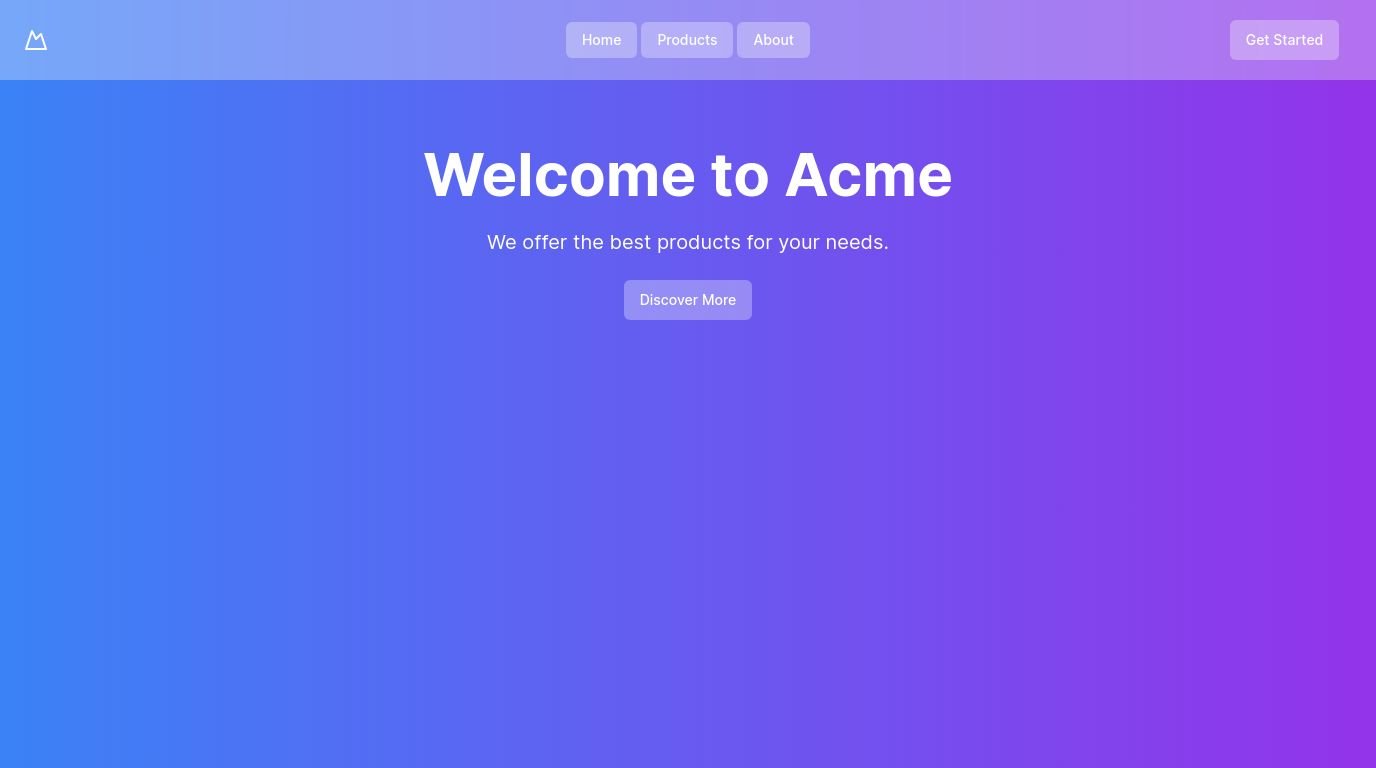 Home
Products
About
Get Started
Welcome to Acme
We offer the best products for your needs.
Discover More